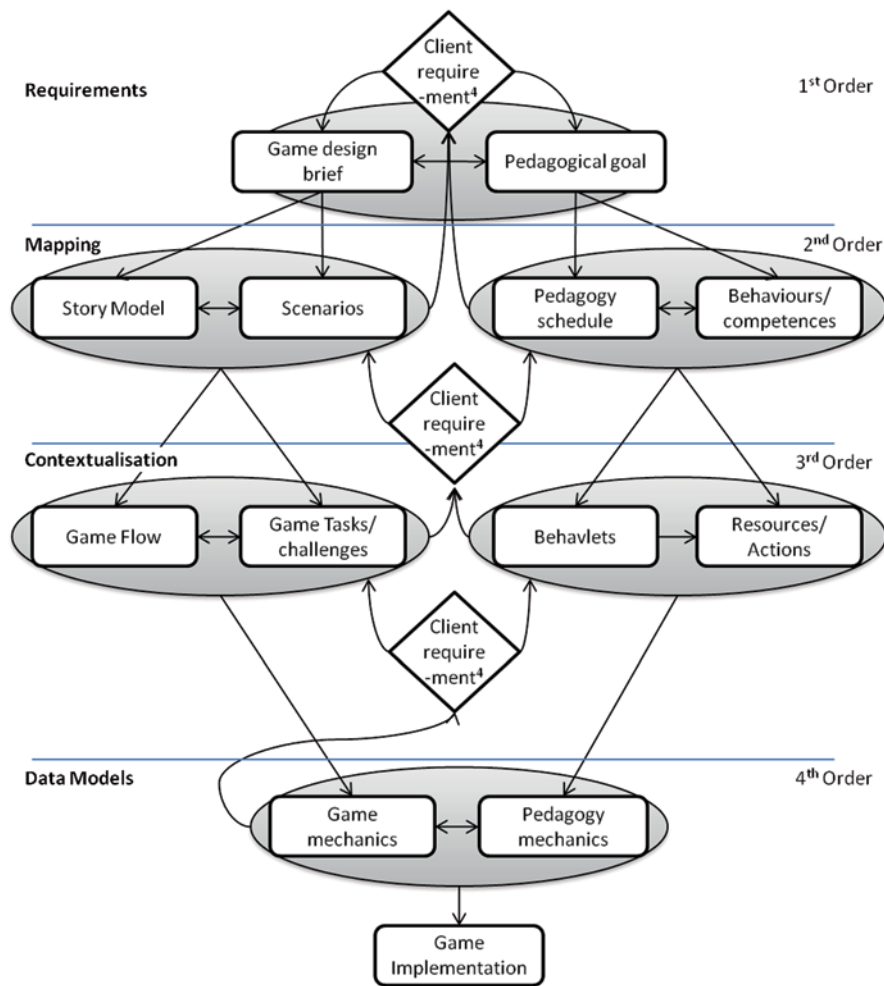 Client
require
-ment⁴
Requirements
1st Order
Game design
brief
Pedagogical goal
Mapping
2nd Order
Story Model
Scenarios
Pedagogy
schedule
Behaviours/
competences
Client
require
-ment⁴
Contextualisation
3rd Order
Game Flow
Game Tasks/
challenges
Behavlets
Resources/
Actions
Client
require
-ment⁴
Data Models
4th Order
Game
mechanics
Pedagogy
mechanics
Game
Implementation